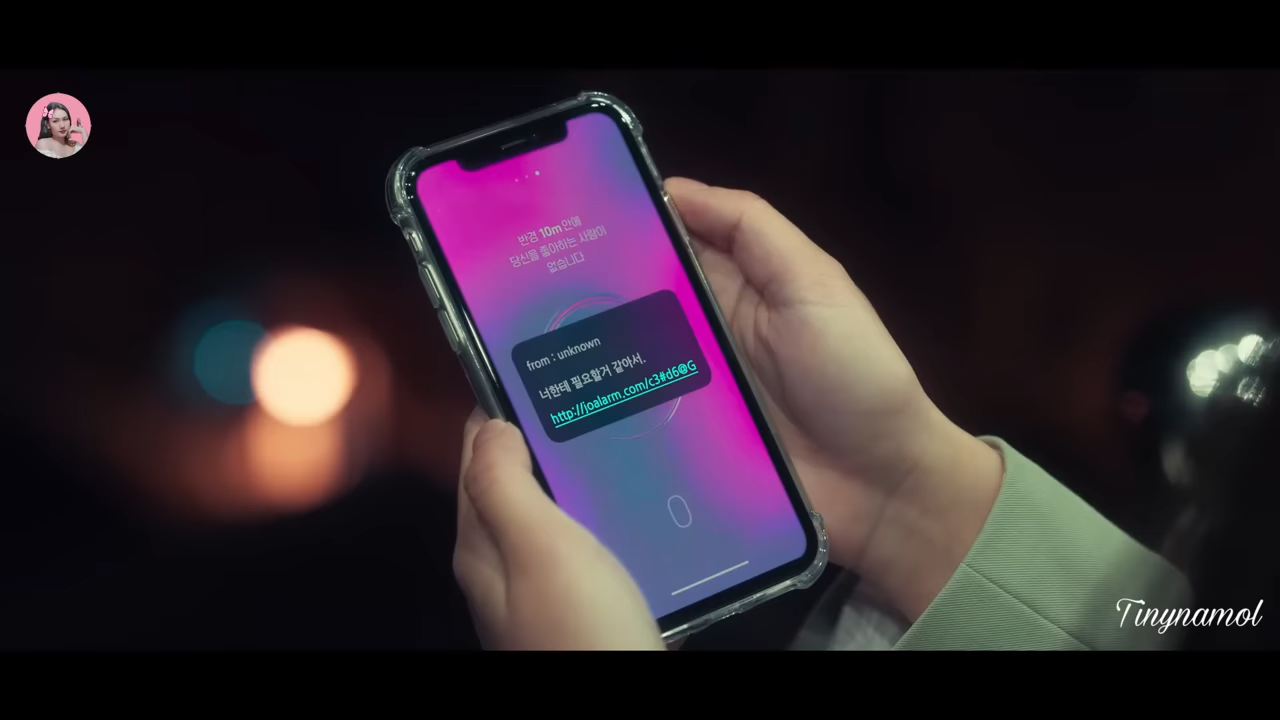 반경 10m 안에
당신을 좋아하는 사람이
없습니다
from : unknown
너한테 필요할거 같아서.
http://joalarm.com/c3#d6@G
0
Tinynamol